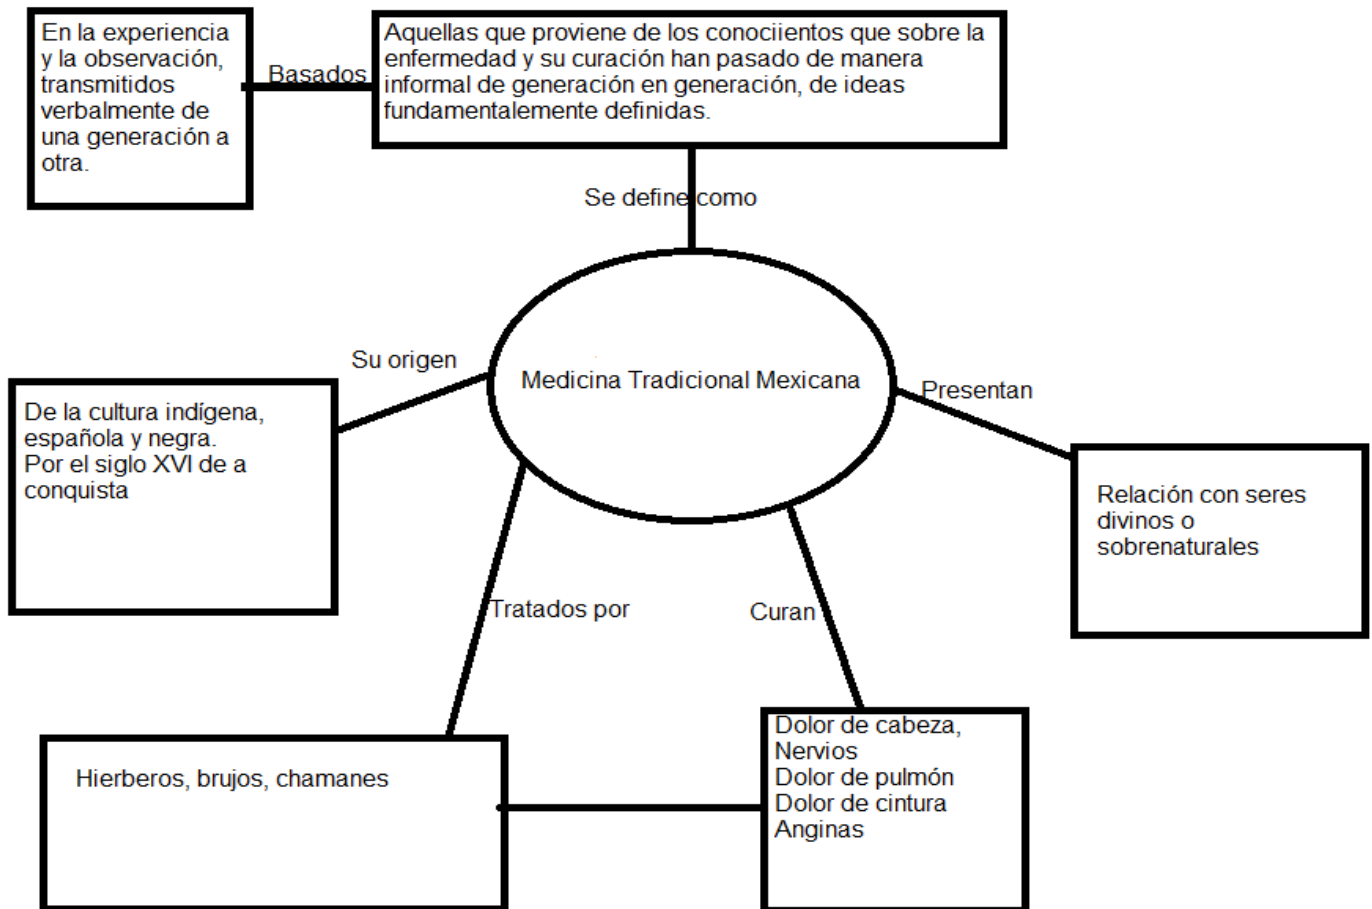 En la experiencia
y la observación,
transmitidos
verbalmente de
una generación a
otra.
Basados
Aquellas que proviene de los conociientos que sobre la
enfermedad y su curación han pasado de manera
informal de generación en generación, de ideas
fundamentalemente definidas.
Se define como
Medicina Tradicional Mexicana
Su origen
De la cultura indígena,
española y negra.
Por el siglo XVI de a
conquista
Presentan
Relación con seres
divinos o
sobrenaturales
Tratados por
Hierberos, brujos, chamanes
Curan
Dolor de cabeza,
Nervios
Dolor de pulmón
Dolor de cintura
Anginas